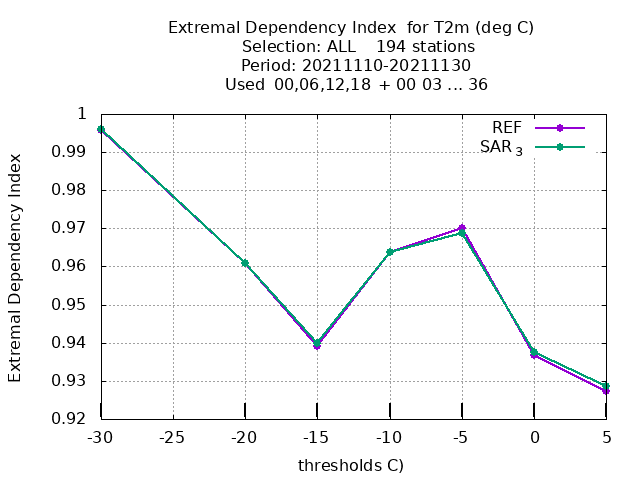 Extremal Dependency Index  for T2m (deg C)
Selection: ALL    194 stations
Period: 20211110-20211130
Used  00,06,12,18  + 00 03 ... 36
REF
SAR 3
1
0.99
0.98
0.97
0.96
0.95
0.94
0.93
0.92
Extremal Dependency Index
-30 -25 -20 -15 -10 -5 0 5
thresholds C)